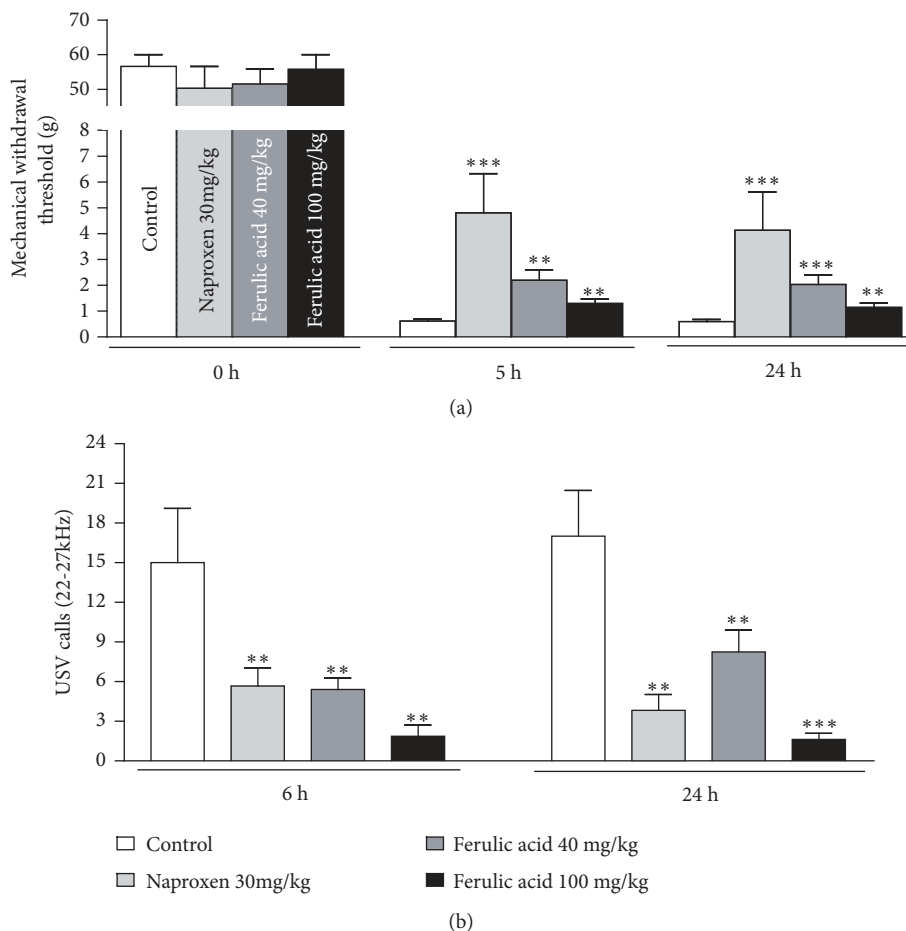 Mechanical withdrawal
threshold (g)
70
60
50
8
7
6
5
4
3
2
1
0
Control
Naproxen 30mg/kg
Ferulic acid 40 mg/kg
Ferulic acid 100 mg/kg
***
**
**
***
***
**
0 h
5 h
24 h
(a)
USV calls (22-27kHz)
24
21
18
15
12
9
6
3
0
**
**
**
**
**
***
6 h
24 h
Control
Ferulic acid 40 mg/kg
Naproxen 30mg/kg
Ferulic acid 100 mg/kg
(b)